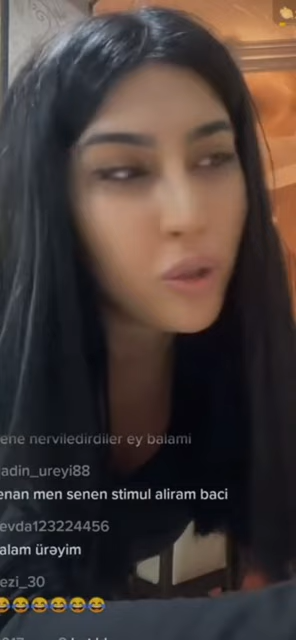 ene nerviledirdiler ey balami
adin_ureyi88
enan men senen stimul aliram baci
evda123224456
alam ürəyim
ezi_30
😂😂😂😂😂😂